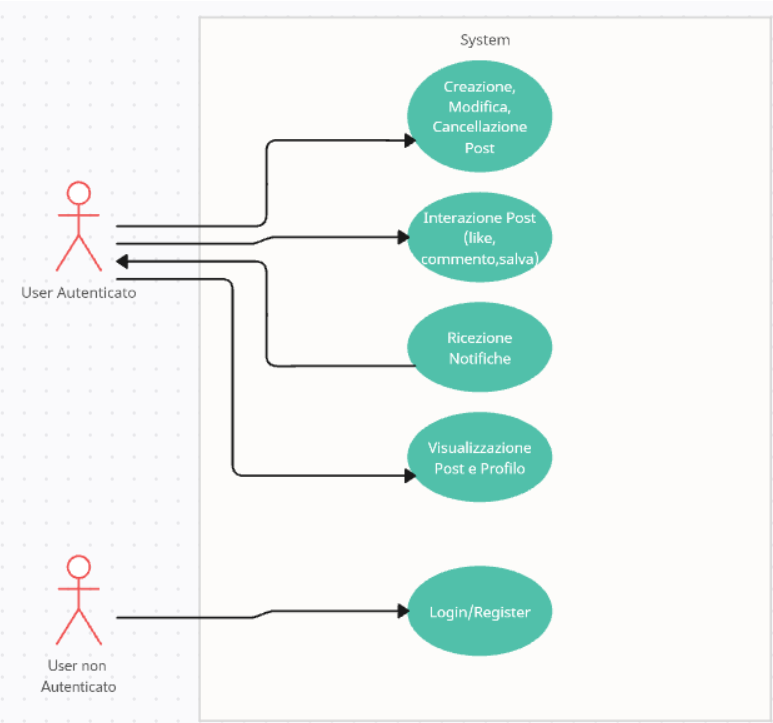 System
Creazione,
Modifica,
Cancellazione
Post
Interazione Post
(like,
commento,salva)
User Autenticato
Ricezione
Notifiche
Visualizzazione
Post e Profilo
Login/Register
User non
Autenticato